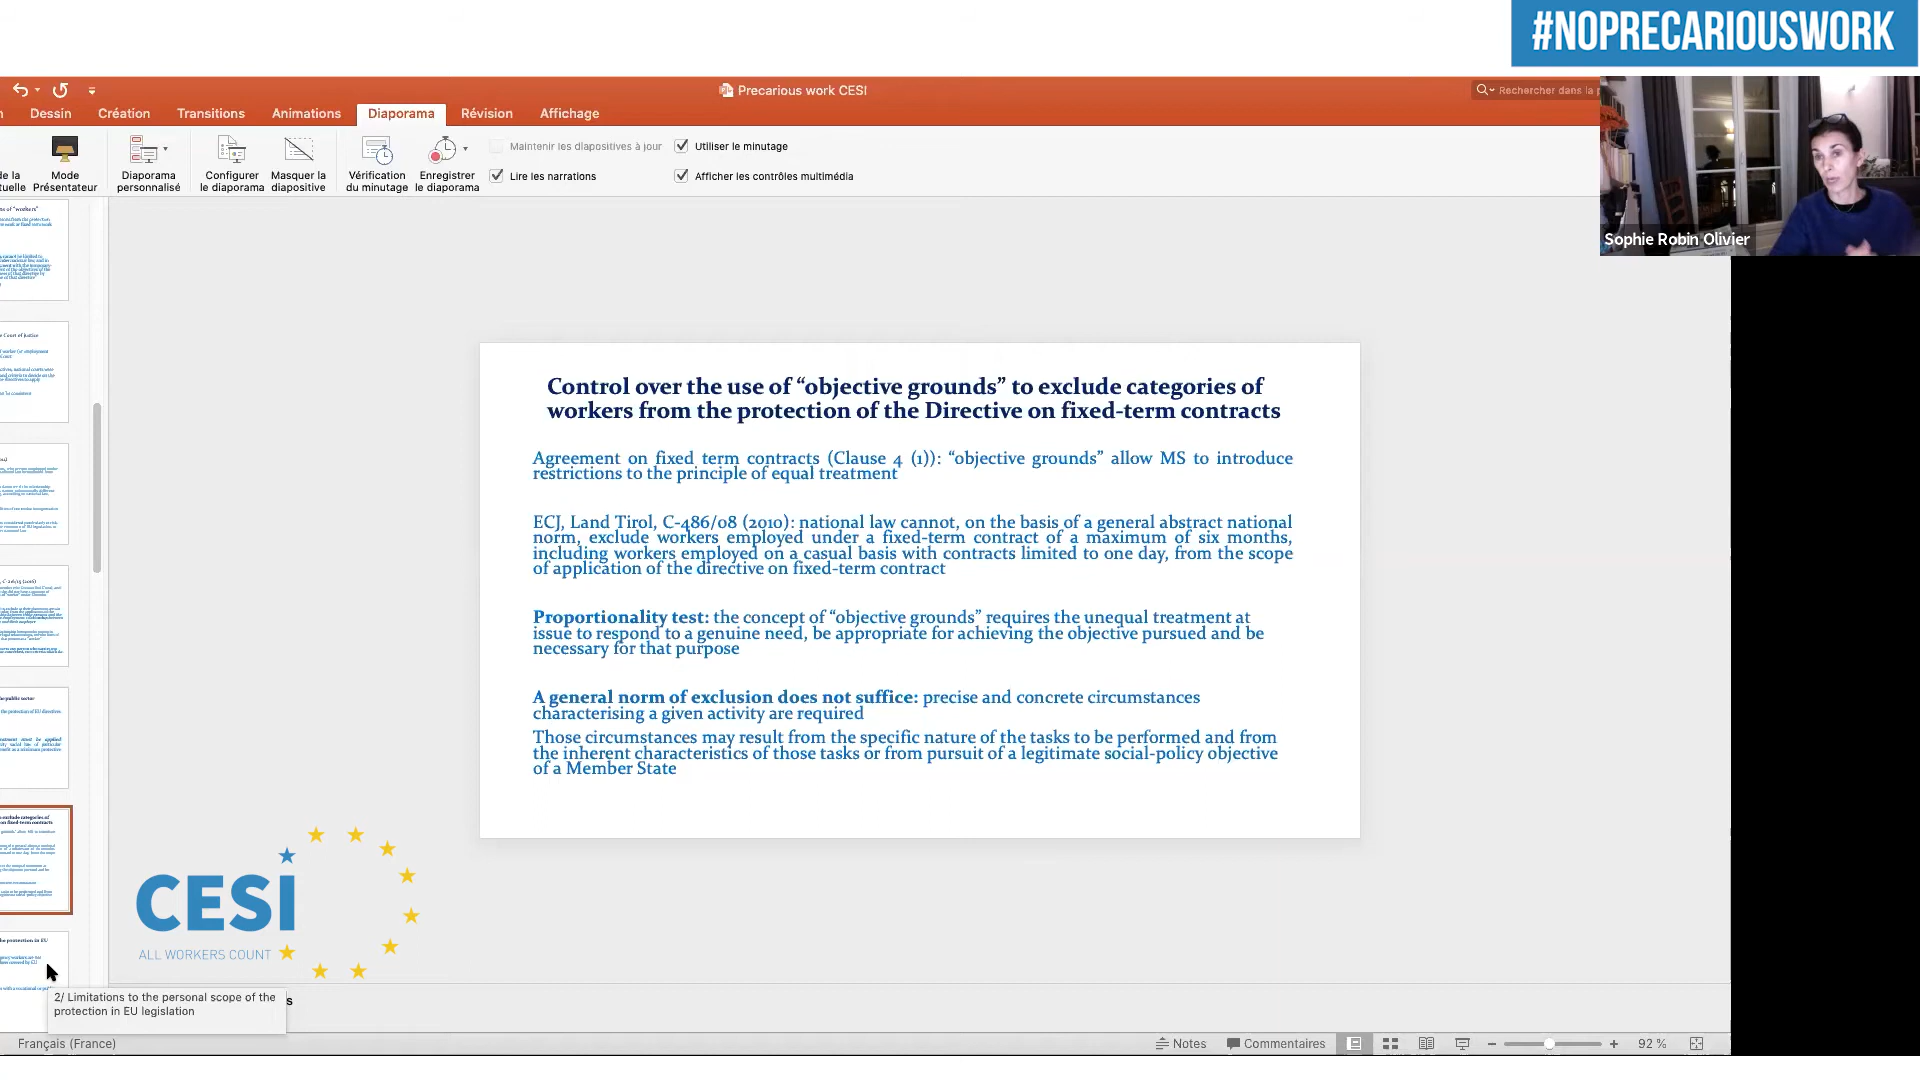 #NOPRECARIOUSWORK
Precarious work CESI
Rechercher dans la
Dessin Création Transitions Animations Diaporama Révision Affichage
Maintenir les diapositives à jour
Utiliser le minutage
Lire les narrations
Afficher les contrôles multimédia
de la
Mode
Présentateur
Diaporama
personnalisé
Configurer
le diaporama
Masquer la
diapositive
Vérification
du minutage
Enregistrer
le diaporama
Sophie Robin Olivier
Control over the use of “objective grounds” to exclude categories of
workers from the protection of the Directive on fixed-term contracts
Agreement on fixed term contracts (Clause 4 (1)): “objective grounds” allow MS to introduce
restrictions to the principle of equal treatment
ECJ, Land Tirol, C-486/08 (2010): national law cannot, on the basis of a general abstract national
norm, exclude workers employed under a fixed-term contract of a maximum of six months,
including workers employed on a casual basis with contracts limited to one day, from the scope
of application of the directive on fixed-term contract
Proportionality test: the concept of “objective grounds” requires the unequal treatment at
issue to respond to a genuine need, be appropriate for achieving the objective pursued and be
necessary for that purpose
A general norm of exclusion does not suffice: precise and concrete circumstances
characterising a given activity are required
Those circumstances may result from the specific nature of the tasks to be performed and from
the inherent characteristics of those tasks or from pursuit of a legitimate social-policy objective
of a Member State
CESI
ALL WORKERS COUNT
2/ Limitations to the personal scope of the
protection in EU legislation
Français (France)
Notes Commentaires 92 %